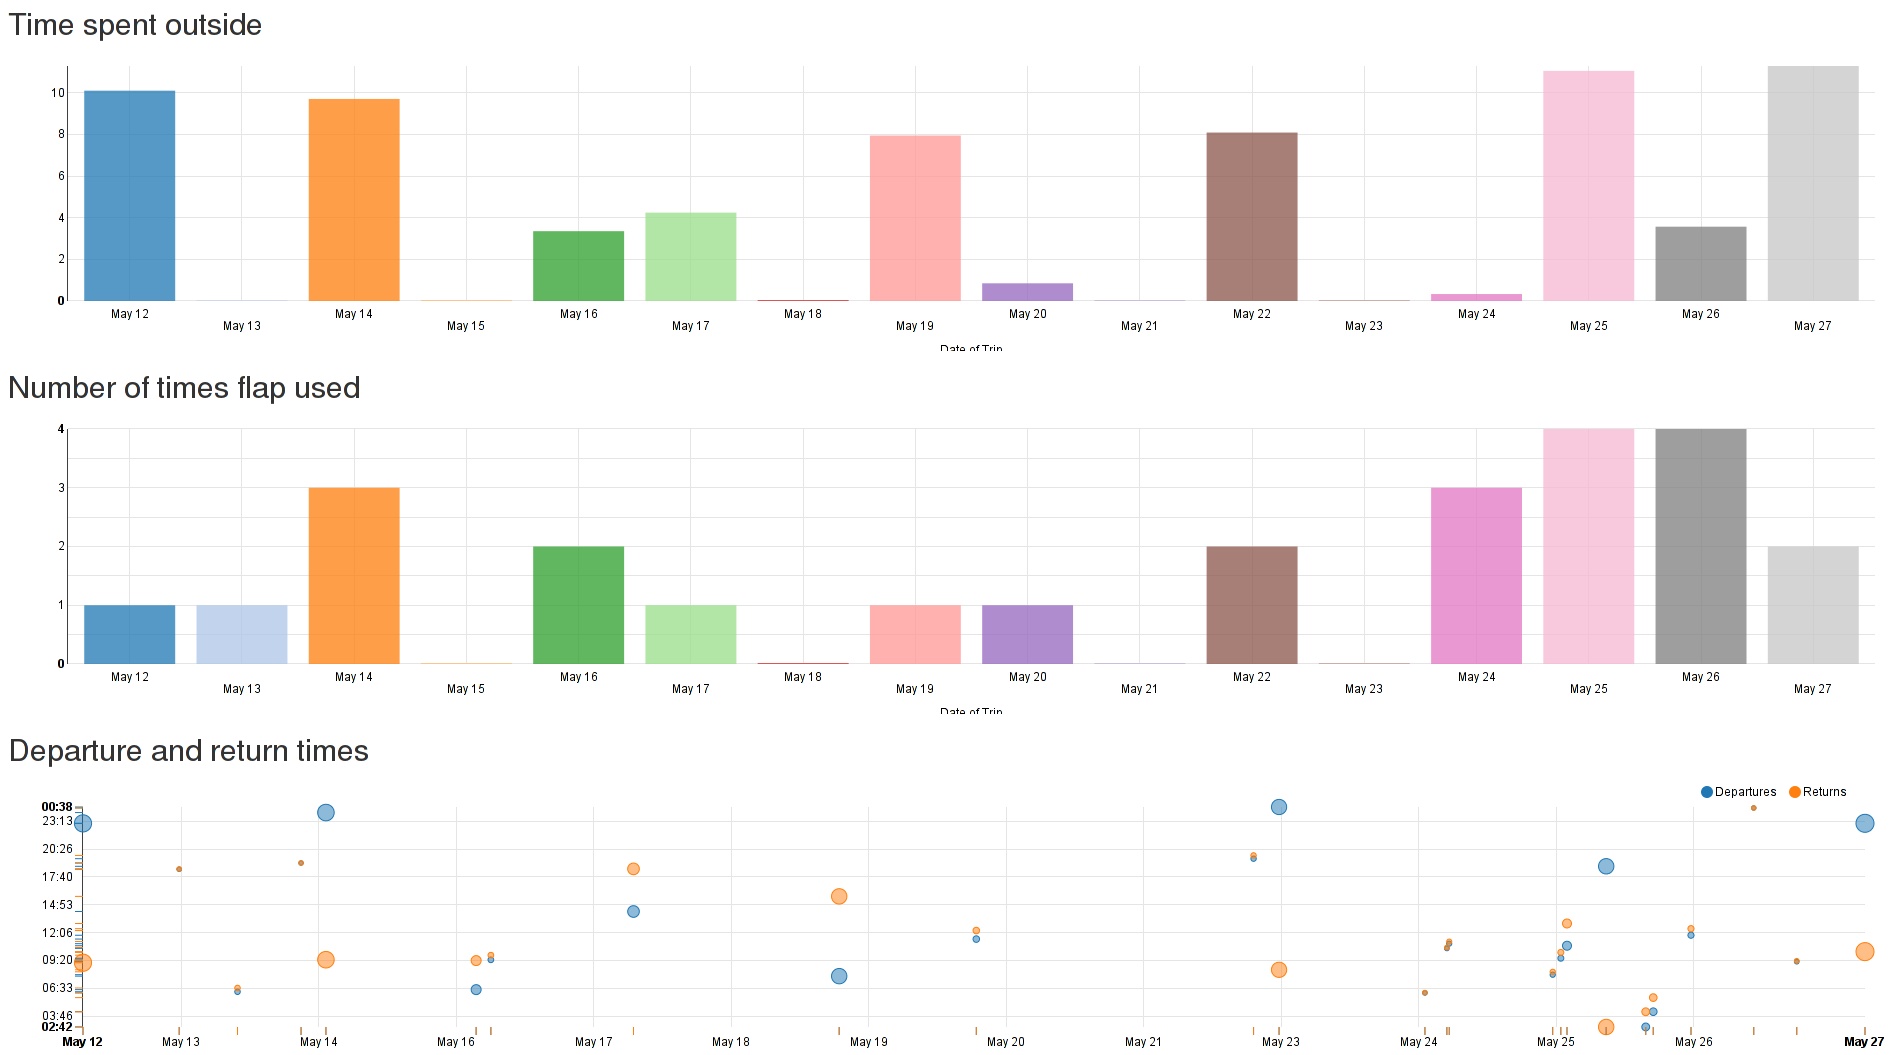 Time spent outside
10
8
6
4
2
0
May 12
May 13
May 14
May 15
May 16
May 17
May 18
May 19
May 20
May 21
May 22
May 23
May 24
May 25
May 26
May 27
Date of Trip
Number of times flap used
4
3
2
1
0
May 12
May 13
May 14
May 15
May 16
May 17
May 18
May 19
May 20
May 21
May 22
May 23
May 24
May 25
May 26
May 27
Date of Trip
Departure and return times
Departures Returns
00:38
23:13
20:26
17:40
14:53
12:06
09:20
06:33
03:46
02:42
May 12 May 13 May 14 May 16 May 17 May 18 May 19 May 20 May 21 May 23 May 24 May 25 May 26 May 27